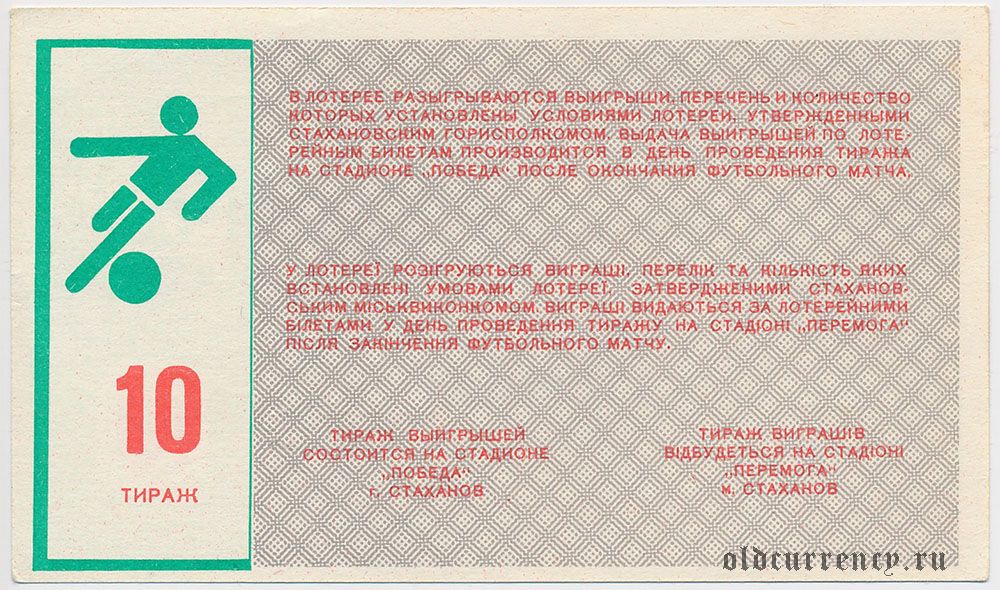 В ЛОТЕРЕЕ РАЗЫГРЫВАЮТСЯ ВЫИГРЫШИ, ПЕРЕЧЕНЬ И КОЛИЧЕСТВО
КОТОРЫХ УСТАНОВЛЕНЫ УСЛОВИЯМИ ЛОТЕРЕИ, УТВЕРЖДЕННЫМИ
СТАХАНОВСКИМ ГОРИСПОЛКОМОМ. ВЫДАЧА ВЫИГРЫШЕЙ ПО ЛОТЕ-
РЕЙНЫМ БИЛЕТАМ ПРОИЗВОДИТСЯ В ДЕНЬ ПРОВЕДЕНИЯ ТИРАЖА
НА СТАДИОНЕ „ПОБЕДА" ПОСЛЕ ОКОНЧАНИЯ ФУТБОЛЬНОГО МАТЧА.
У ЛОТЕРЕЇ РОЗІГРУЮТЬСЯ ВИГРАШІ, ПЕРЕЛІК ТА КІЛЬКІСТЬ ЯКИХ
ВСТАНОВЛЕНІ УМОВАМИ ЛОТЕРЕЇ, ЗАТВЕРДЖЕНИМИ СТАХАНОВ-
СЬКИМ МІСЬКВИКОНКОМОМ. ВИГРАШІ ВИДАЮТЬСЯ ЗА ЛОТЕРЕЙНИМИ
БІЛЕТАМИ У ДЕНЬ ПРОВЕДЕННЯ ТИРАЖУ НА СТАДІОНІ „ПЕРЕМОГА"
ПІСЛЯ ЗАКІНЧЕННЯ ФУТБОЛЬНОГО МАТЧУ.
10
ТИРАЖ
ТИРАЖ ВЫИГРЫШЕЙ
СОСТОИТСЯ НА СТАДИОНЕ
„ПОБЕДА"
г. СТАХАНОВ
ТИРАЖ ВИГРАШІВ
ВІДБУДЕТЬСЯ НА СТАДІОНІ
„ПЕРЕМОГА"
м. СТАХАНОВ
oldcurrency.ru